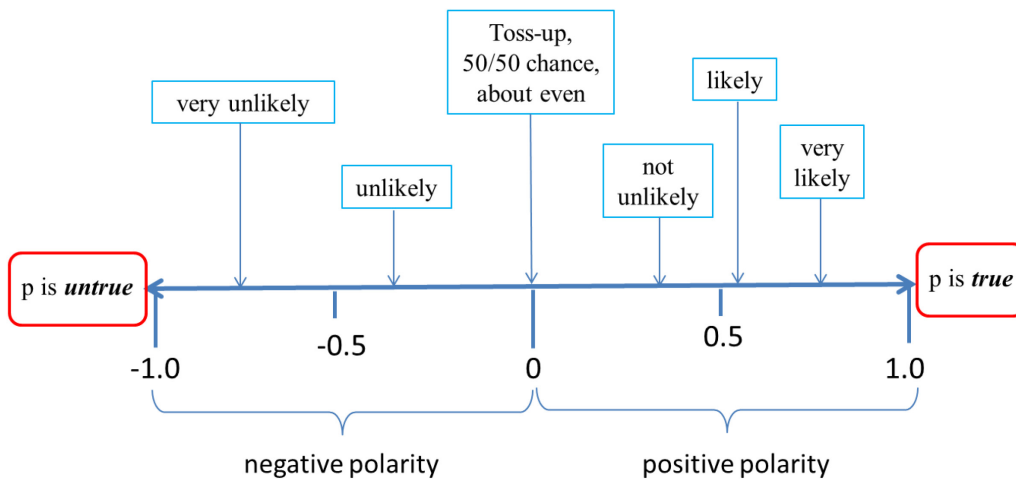 Toss-up,
50/50 chance,
about even
very unlikely
likely
unlikely
not
unlikely
very
likely
p is untrue
p is true
-1.0
-0.5
0
0.5
1.0
negative polarity
positive polarity